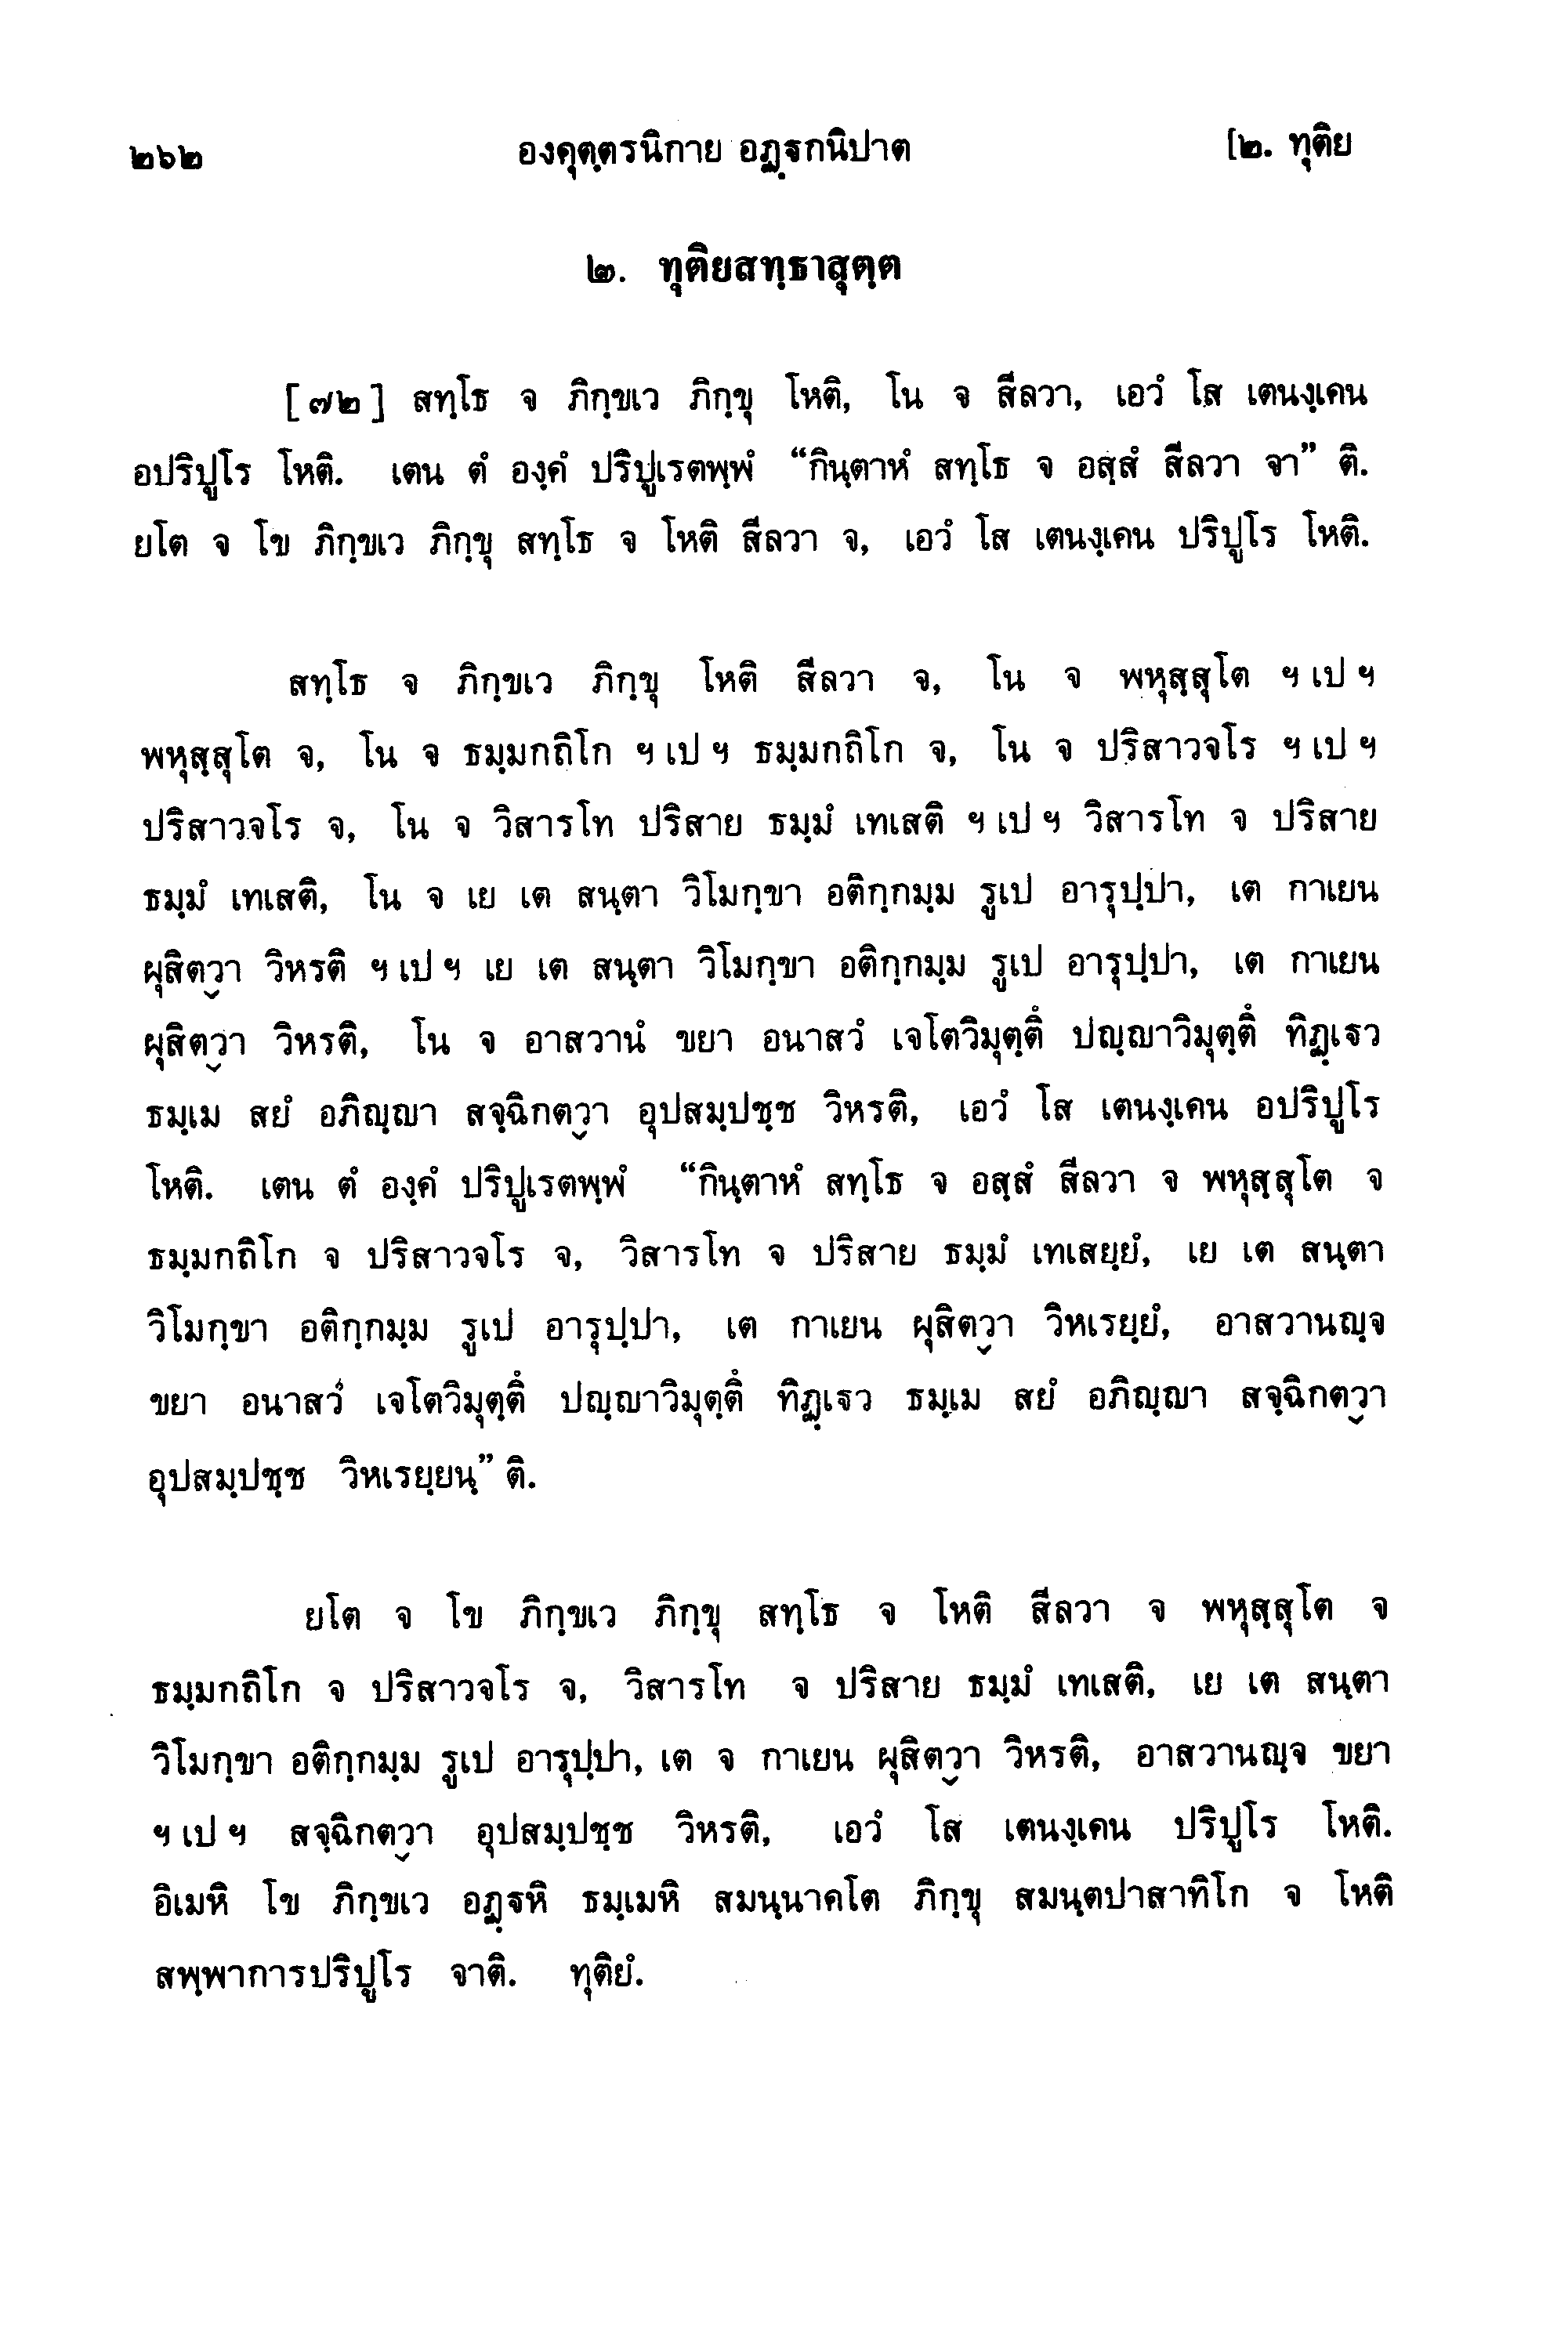 ๒๖๒ องฺคุตฺตรนิกาย อฏฺฐกนิปาต [๒. ทุติย
๒. ทุติยสทฺธาสุตฺต
[๗๒] สทฺโธ จ ภิกฺขเว ภิกฺขุ โหติ, โน จ สีลวา, เอวํ โส เตนงฺเคน
อปริปูโร โหติ. เตน ตํ องฺคํ ปริปูเรตพฺพํ “กินฺตาหํ สทฺโธ จ อสฺสํ สีลวา จา” ติ.
ยโต จ โข ภิกฺขเว ภิกฺขุ สทฺโธ จ โหติ สีลวา จ, เอวํ โส เตนงฺเคน ปริปูโร โหติ.
สทฺโธ จ ภิกฺขเว ภิกฺขุ โหติ สีลวา จ, โน จ พหุสฺสุโต ฯ เป ฯ
พหุสฺสุโต จ, โน จ ธมฺมกถิโก ฯ เป ฯ ธมฺมกถิโก จ, โน จ ปริสาวจโร ฯ เป ฯ
ปริสาวจโร จ, โน จ วิสารโท ปริสาย ธมฺมํ เทเสติ ฯ เป ฯ วิสารโท จ ปริสาย
ธมฺมํ เทเสติ, โน จ เย เต สนฺตา วิโมกฺขา อติกฺกมฺม รูเป อารุปฺปา, เต กาเยน
ผุสิตฺวา วิหรติ ฯ เป ฯ เย เต สนฺตา วิโมกฺขา อติกฺกมฺม รูเป อารุปฺปา, เต กาเยน
ผุสิตฺวา วิหรติ, โน จ อาสวานํ ขยา อนาสวํ เจโตวิมุตฺตึ ปญฺญาวิมุตฺตึ ทิฏฺเฐว
ธมฺเม สยํ อภิญฺญา สจฺฉิกตฺวา อุปสมฺปชฺช วิหรติ, เอวํ โส เตนงฺเคน อปริปูโร
โหติ. เตน ตํ องฺคํ ปริปูเรตพฺพํ “กินฺตาหํ สทฺโธ จ อสฺสํ สีลวา จ พหุสฺสุโต จ
ธมฺมกถิโก จ ปริสาวจโร จ, วิสารโท จ ปริสาย ธมฺมํ เทเสยฺยํ, เย เต สนฺตา
วิโมกฺขา อติกฺกมฺม รูเป อารุปฺปา, เต กาเยน ผุสิตฺวา วิหเรยฺยํ, อาสวานญฺจ
ขยา อนาสวํ เจโตวิมุตฺตึ ปญฺญาวิมุตฺตึ ทิฏฺเฐว ธมฺเม สยํ อภิญฺญา สจฺฉิกตฺวา
อุปสมฺปชฺช วิหเรยฺยนฺ” ติ.
ยโต จ โข ภิกฺขเว ภิกฺขุ สทฺโธ จ โหติ สีลวา จ พหุสฺสุโต จ
ธมฺมกถิโก จ ปริสาวจโร จ, วิสารโท จ ปริสาย ธมฺมํ เทเสติ, เย เต สนฺตา
วิโมกฺขา อติกฺกมฺม รูเป อารุปฺปา, เต จ กาเยน ผุสิตฺวา วิหรติ, อาสวานญฺจ ขยา
ฯ เป ฯ สจฺฉิกตฺวา อุปสมฺปชฺช วิหรติ, เอวํ โส เตนงฺเคน ปริปูโร โหติ.
อิเมหิ โข ภิกฺขเว อฏฺฐหิ ธมฺเมหิ สมนฺนาคโต ภิกฺขุ สมนฺตปาสาทิโก จ โหติ
สพฺพาการปริปูโร จาติ. ทุติยํ.